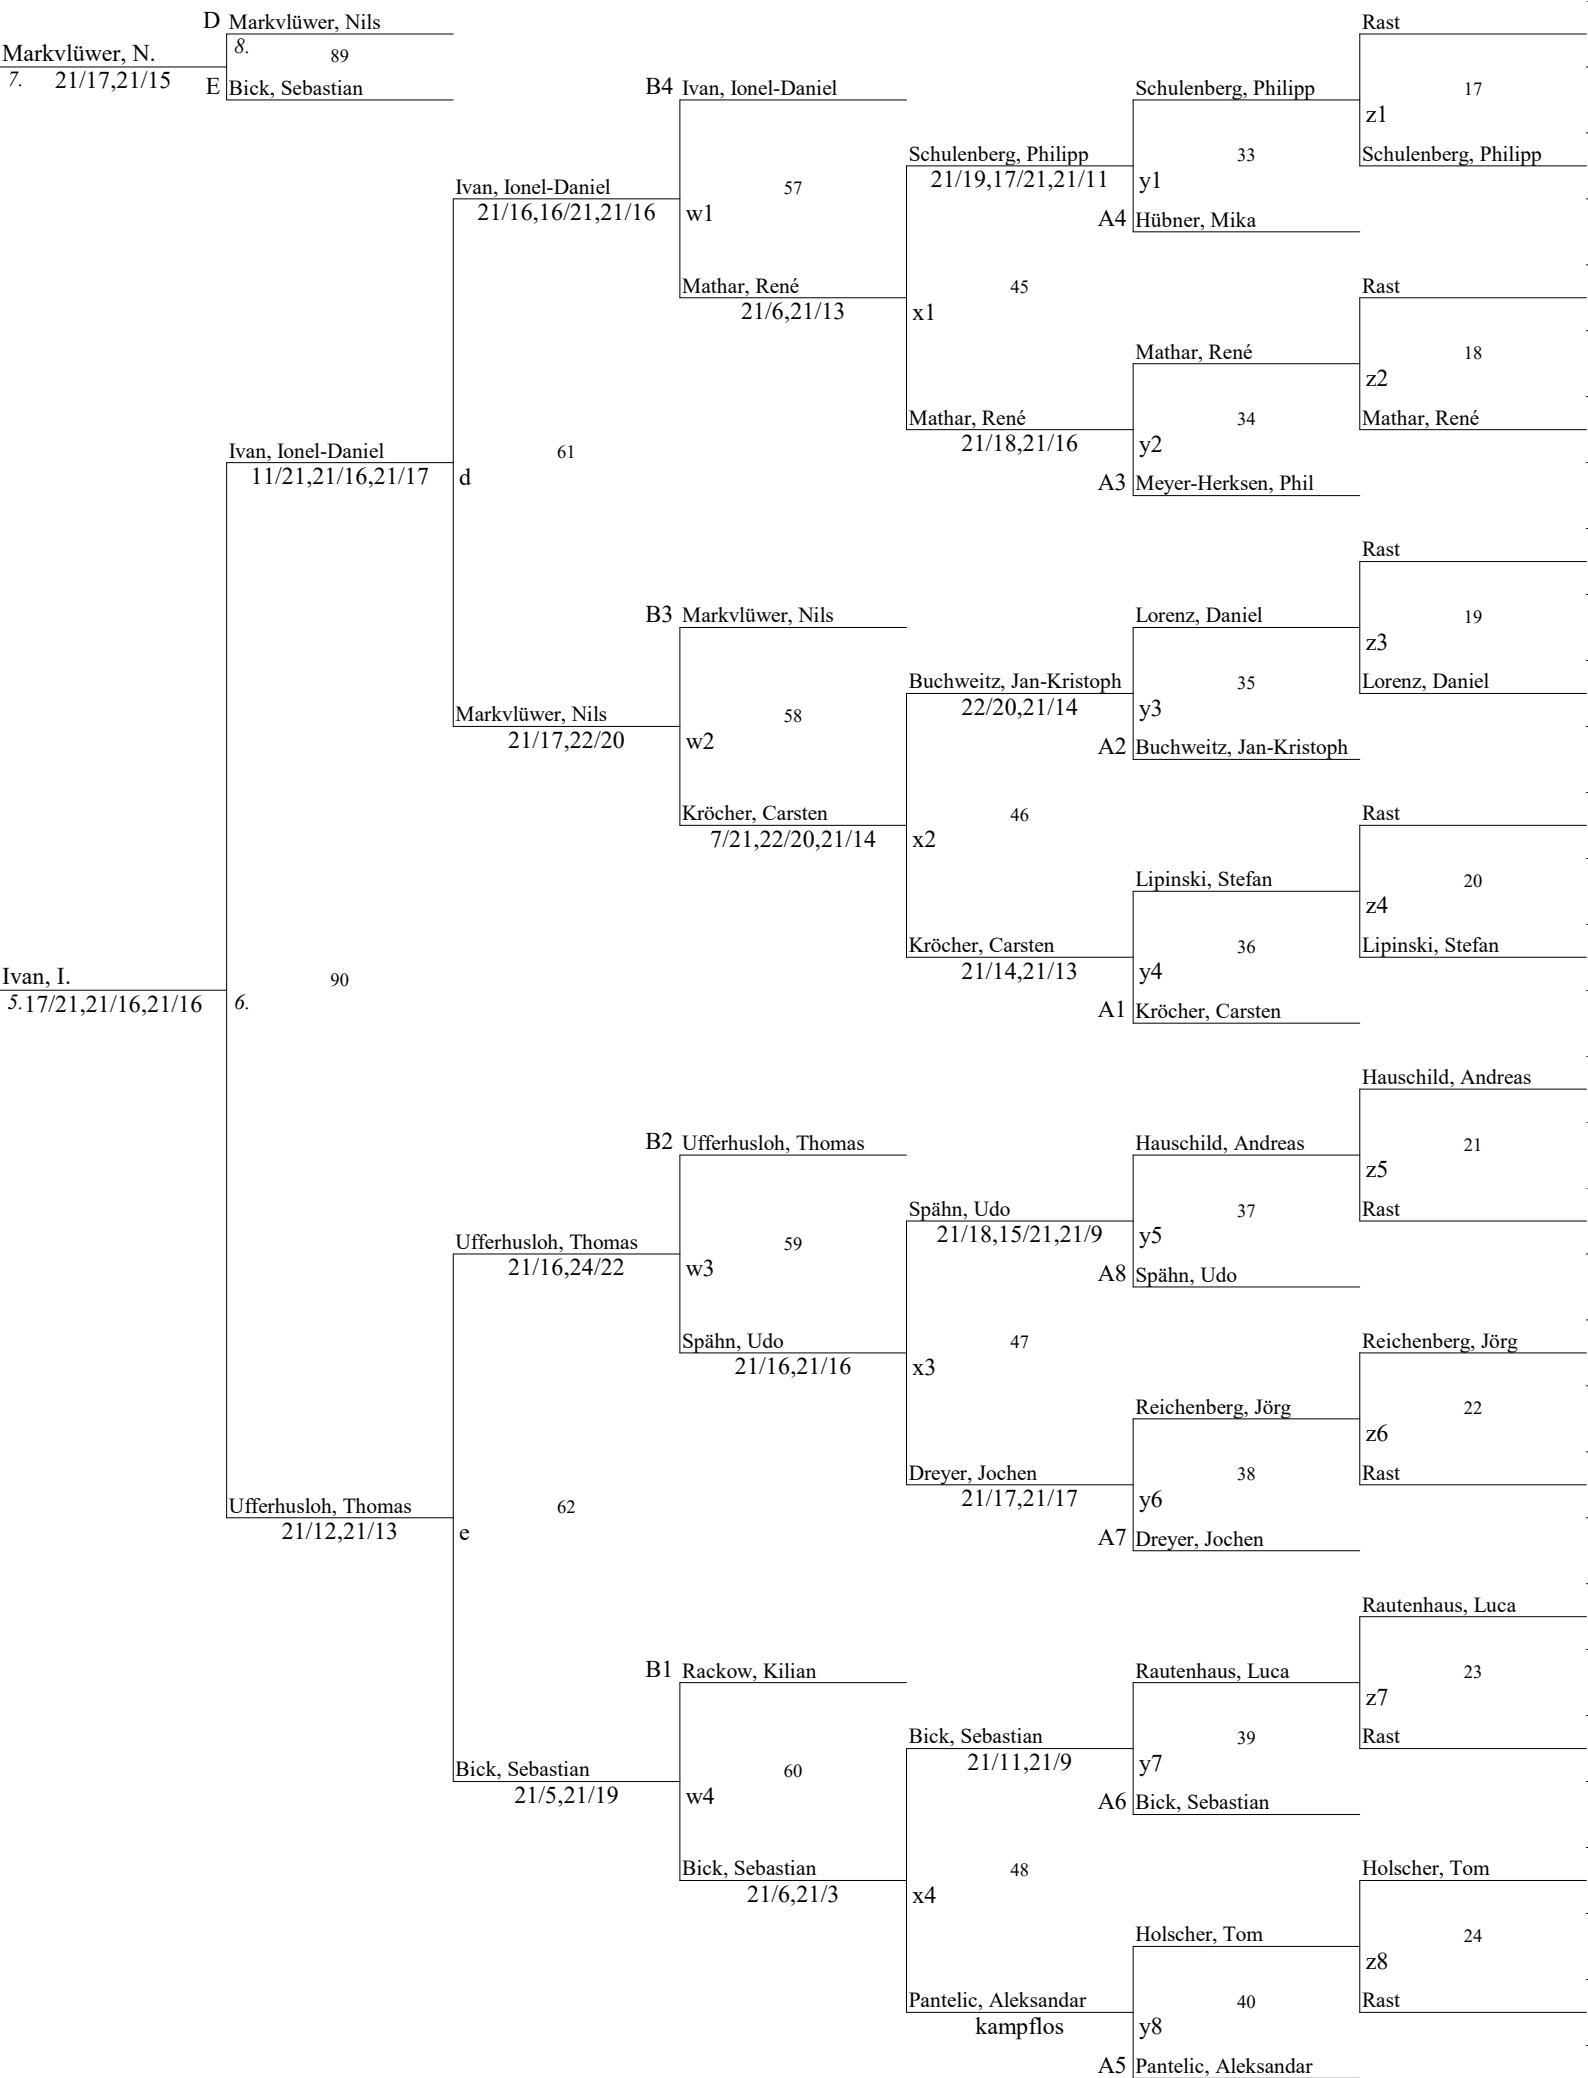 D Markvlüwer, Nils
8.
89
Markvlüwer, N.
7. 21/17,21/15
E Bick, Sebastian
B4 Ivan, Ionel-Daniel
57
Ivan, Ionel-Daniel
21/16,16/21,21/16
w1
Mathar, René
21/6,21/13
Ivan, Ionel-Daniel
11/21,21/16,21/17
61
d
B3 Markvlüwer, Nils
58
Markvlüwer, Nils
21/17,22/20
w2
Kröcher, Carsten
7/21,22/20,21/14
Ivan, I.
5. 17/21,21/16,21/16
90
6.
B2 Ufferhusloh, Thomas
59
Ufferhusloh, Thomas
21/16,24/22
w3
Spähn, Udo
21/16,21/16
Ufferhusloh, Thomas
21/12,21/13
62
e
B1 Rackow, Kilian
60
Bick, Sebastian
21/5,21/19
w4
Bick, Sebastian
21/6,21/3
Schulenberg, Philipp
21/19,17/21,21/11
45
x1
Mathar, René
21/18,21/16
Buchweitz, Jan-Kristoph
22/20,21/14
46
x2
Kröcher, Carsten
21/14,21/13
Spähn, Udo
21/18,15/21,21/9
47
x3
Dreyer, Jochen
21/17,21/17
Bick, Sebastian
21/11,21/9
48
x4
Pantelic, Aleksandar
kampflos
Schulenberg, Philipp
33
y1
A4 Hübner, Mika
Mathar, René
34
y2
A3 Meyer-Herksen, Phil
Lorenz, Daniel
35
y3
A2 Buchweitz, Jan-Kristoph
Lipinski, Stefan
36
y4
A1 Kröcher, Carsten
Hauschild, Andreas
37
y5
A8 Spähn, Udo
Reichenberg, Jörg
38
y6
A7 Dreyer, Jochen
Rautenhaus, Luca
39
y7
A6 Bick, Sebastian
Holscher, Tom
40
y8
A5 Pantelic, Aleksandar
Rast
17
z1
Schulenberg, Philipp
Rast
18
z2
Mathar, René
Rast
19
z3
Lorenz, Daniel
Rast
20
z4
Lipinski, Stefan
Hauschild, Andreas
21
z5
Rast
Reichenberg, Jörg
22
z6
Rast
Rautenhaus, Luca
23
z7
Rast
Holscher, Tom
24
z8
Rast